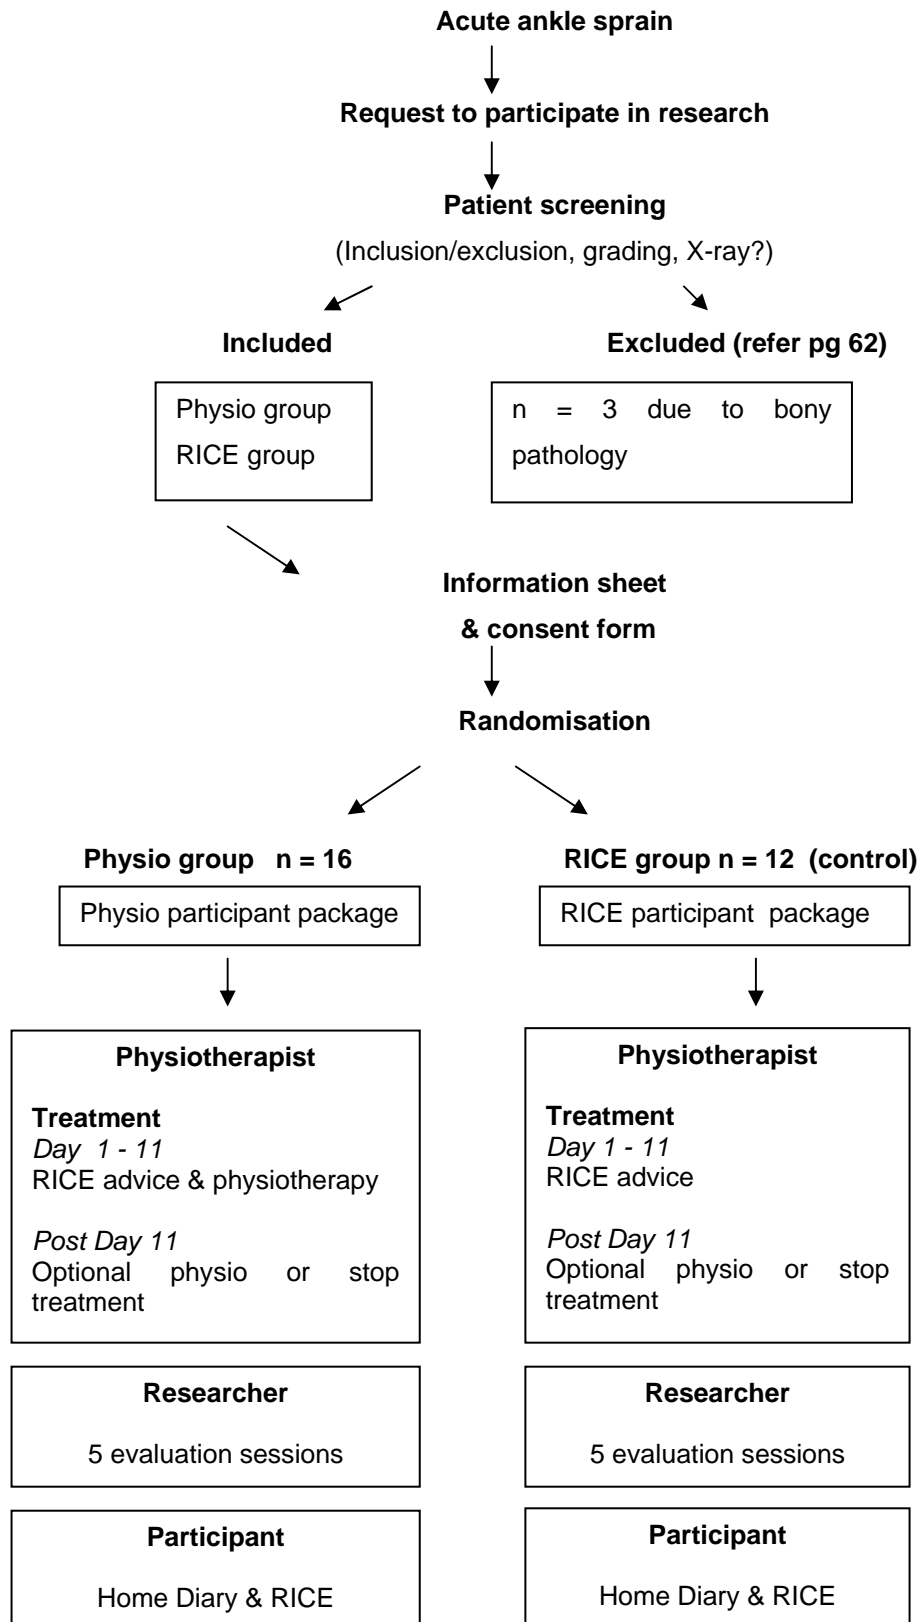 Acute ankle sprain
Request to participate in research
Patient screening
(Inclusion/exclusion, grading, X-ray?)
Included
Excluded (refer pg 62)
Physio group
RICE group
n = 3 due to bony
pathology
Information sheet
& consent form
Randomisation
Physio group n = 16
RICE group n = 12 (control)
Physio participant package
RICE participant package
Physiotherapist
Treatment
Day 1 - 11
RICE advice & physiotherapy
Post Day 11
Optional physio or stop
treatment
Physiotherapist
Treatment
Day 1 - 11
RICE advice
Post Day 11
Optional physio or stop
treatment
Researcher
5 evaluation sessions
Researcher
5 evaluation sessions
Participant
Home Diary & RICE
Participant
Home Diary & RICE